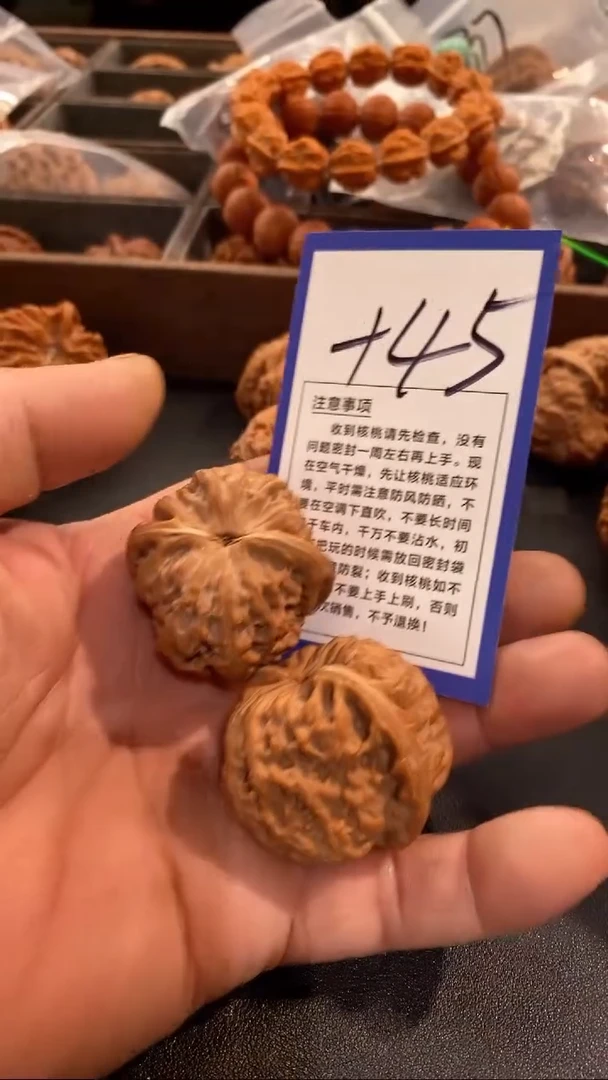 +45
注意事项
收到核桃请先检查，没有
问题密封一周左右再上手。现
在空气干燥，先让核桃适应环
境，平时需注意防风防晒，不
要在空调下直吹，不要长时间
于车内，千万不要沾水，初
把玩的时候需放回密封袋
防裂；收到核桃如不
不要上手上刷，否则
次销售，不予退换！